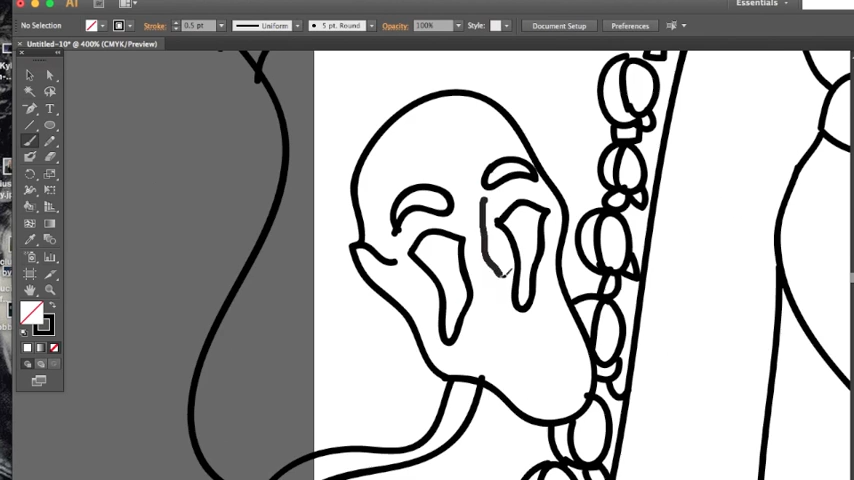 Ai
Essentials
No Selection
Stroke:
0.5 pt
Uniform
5 pt. Round
Opacity:
100%
Style:
Document Setup
Preferences
Untitled-10* @ 400% (CMYK/Preview)
T